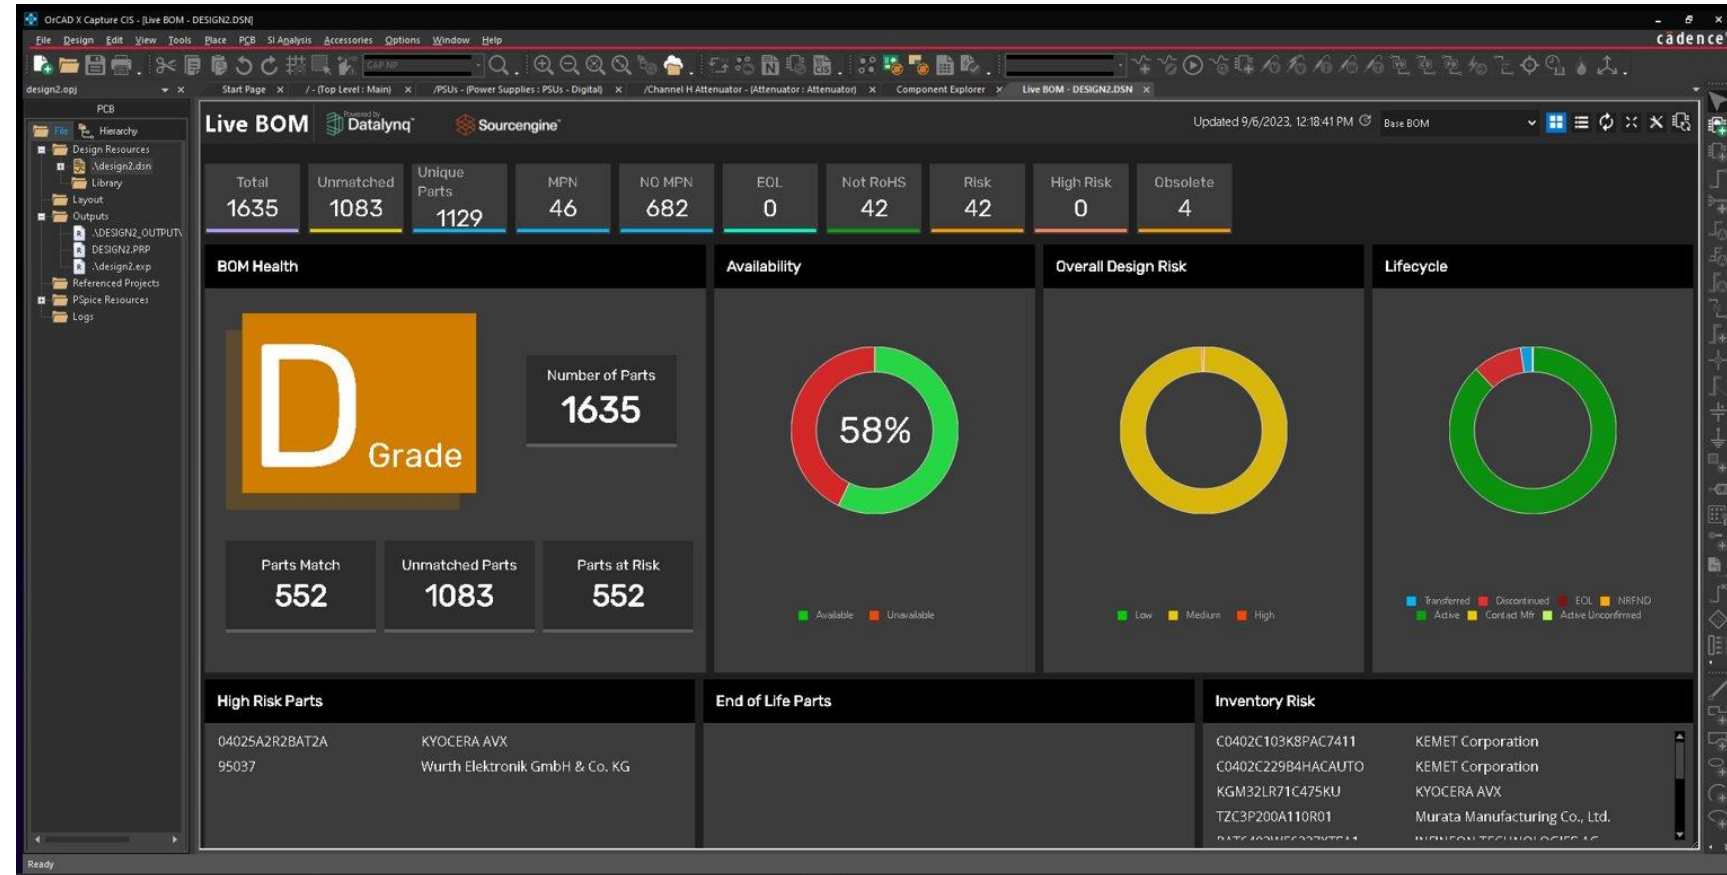 OrCAD X Capture CIS - [Live BOM - DESIGN2.DSN]
File Design Edit View Tools Place PCB SI Analysis Accessories Options Window Help
cādence
CAP NP
design2.opj
Start Page
/ - (Top Level : Main)
/PSUs - (Power Supplies : PSUs - Digital)
/Channel H Attenuator - (Attenuator : Attenuator)
Component Explorer
Live BOM - DESIGN2.DSN
PCB
File Hierarchy
Design Resources
.\design2.dsn
Library
Layout
Outputs
.\DESIGN2_OUTPUT\
DESIGN2.PRP
.\design2.exp
Referenced Projects
PSpice Resources
Logs
Live BOM
Powered by
Datalynq
Sourcengine
Updated 9/6/2023, 12:18:41 PM
Base BOM
Total
1635
Unmatched
1083
Unique
Parts
1129
MPN
46
NO MPN
682
EOL
0
Not RoHS
42
Risk
42
High Risk
0
Obsolete
4
BOM Health
D
Grade
Number of Parts
1635
Parts Match
552
Unmatched Parts
1083
Parts at Risk
552
Availability
58%
Available Unavailable
Overall Design Risk
Low Medium High
Lifecycle
Transferred Discontinued EOL NRFND
Active Contact Mfr Active Unconfirmed
High Risk Parts
04025A2R2BAT2A KYOCERA AVX
95037 Wurth Elektronik GmbH & Co. KG
End of Life Parts
Inventory Risk
C0402C103K8PAC7411 KEMET Corporation
C0402C229B4HACAUTO KEMET Corporation
KGM32LR71C475KU KYOCERA AVX
TZC3P200A110R01 Murata Manufacturing Co., Ltd.
INFINEON TECHNOLOGIES AG
Ready